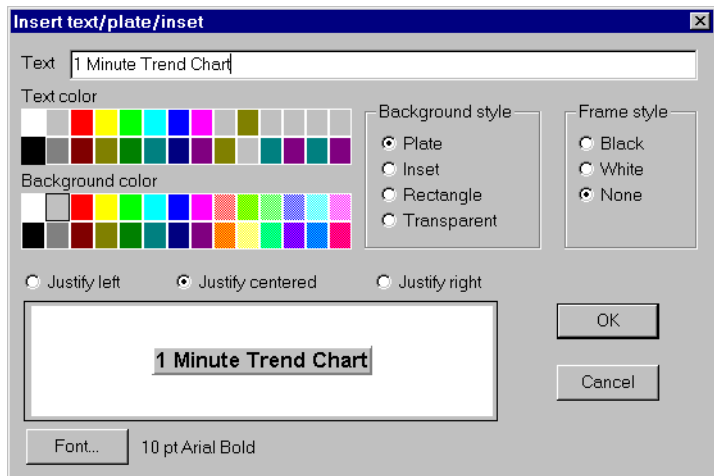 Insert text/plate/inset
Text 1 Minute Trend Chart
Text color
Background style
Frame style
Plate
Black
Inset
White
Background color
Rectangle
None
Transparent
Justify left Justify centered Justify right
OK
1 Minute Trend Chart
Cancel
Font... 10 pt Arial Bold